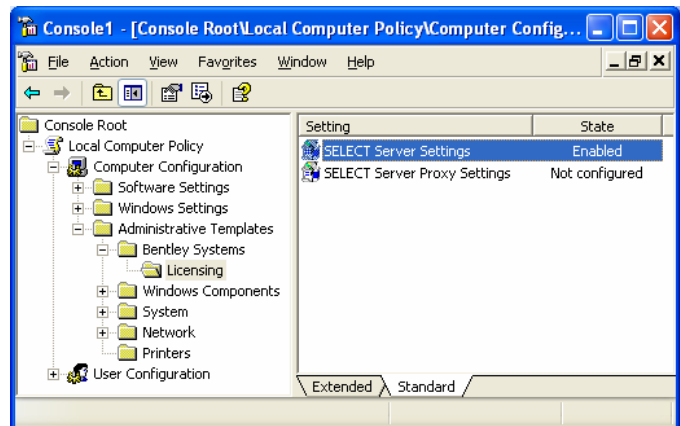 Console1 - [Console Root\Local Computer Policy\Computer Config...
File Action View Favorites Window Help
Console Root
Local Computer Policy
Computer Configuration
Software Settings
Windows Settings
Administrative Templates
Bentley Systems
Licensing
Windows Components
System
Network
Printers
User Configuration
Setting State
SELECT Server Settings Enabled
SELECT Server Proxy Settings Not configured
Extended Standard